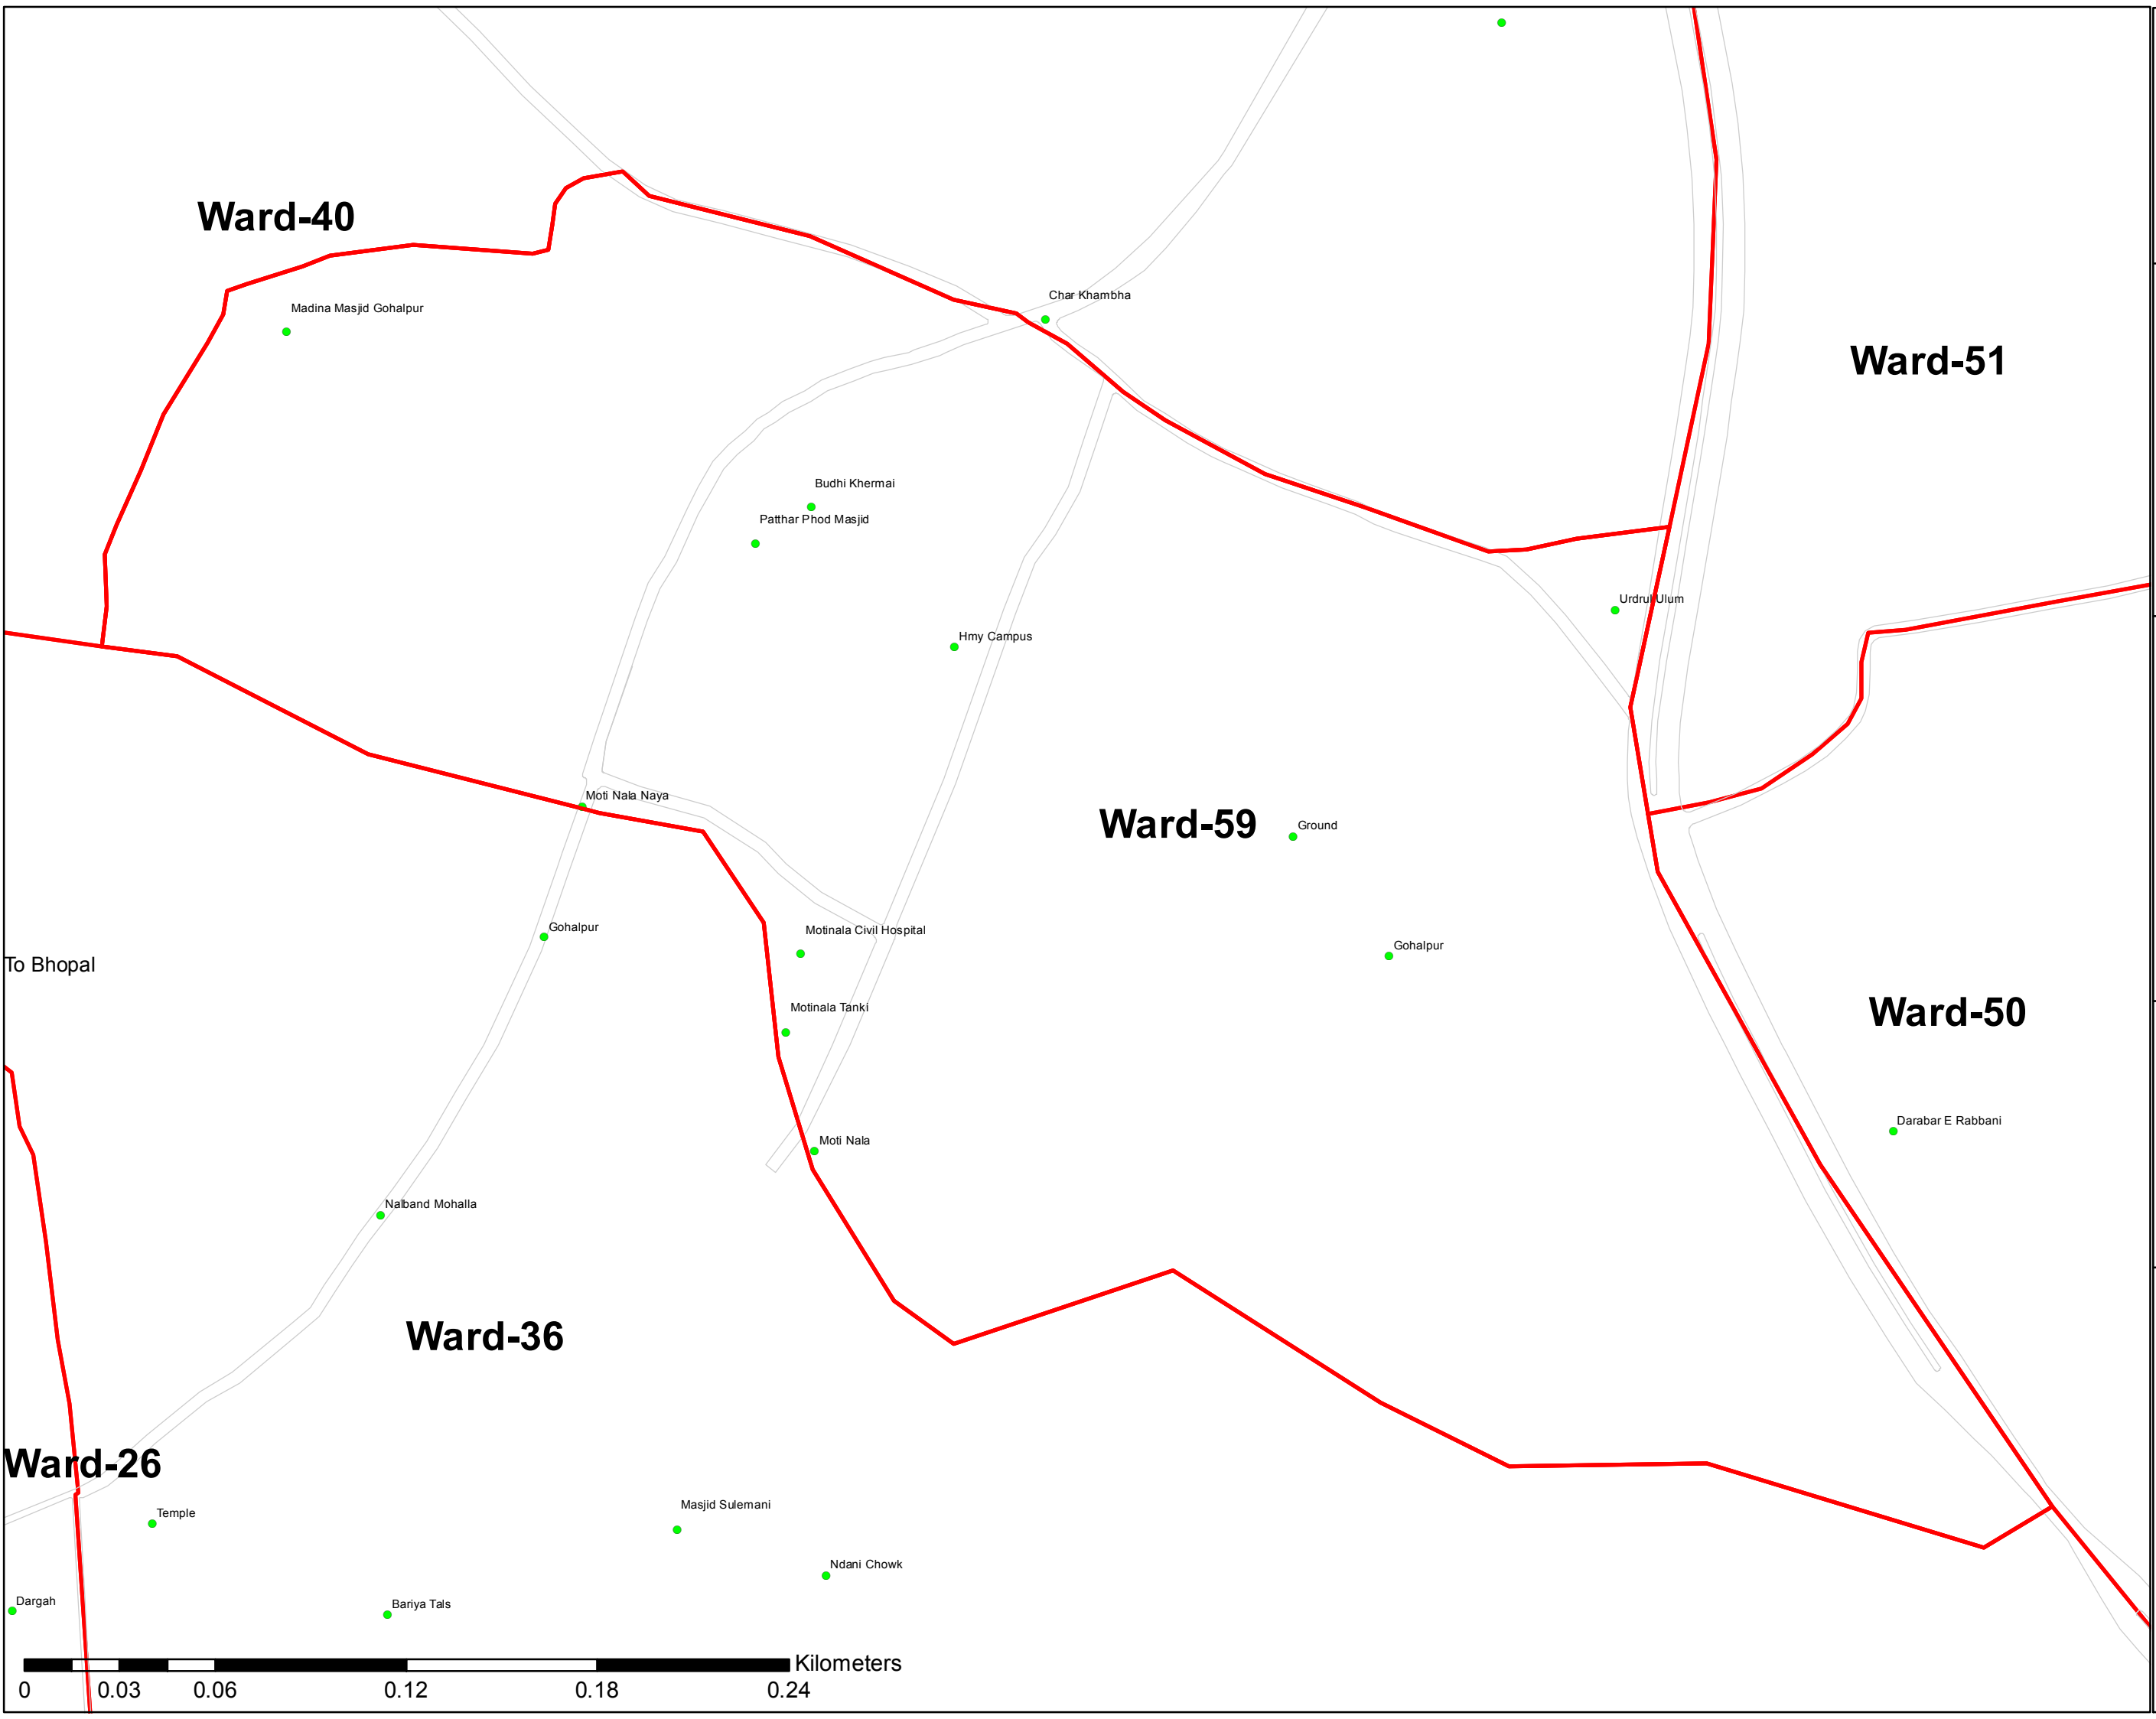 Ward-40
Char Khambha
Madina Masjid Gohalpur
Ward-51
Budhi Khermai
Patthar Phod Masjid
Urdrul Ulum
Hmy Campus
Moti Nala Naya
Ward-59
Ground
Gohalpur
Motinala Civil Hospital
Gohalpur
To Bhopal
Motinala Tanki
Ward-50
Darabar E Rabbani
Moti Nala
Nalband Mohalla
Ward-36
Ward-26
Masjid Sulemani
Temple
Ndani Chowk
Dargah
Bariya Tals
Kilometers
0 0.03 0.06 0.12 0.18 0.24